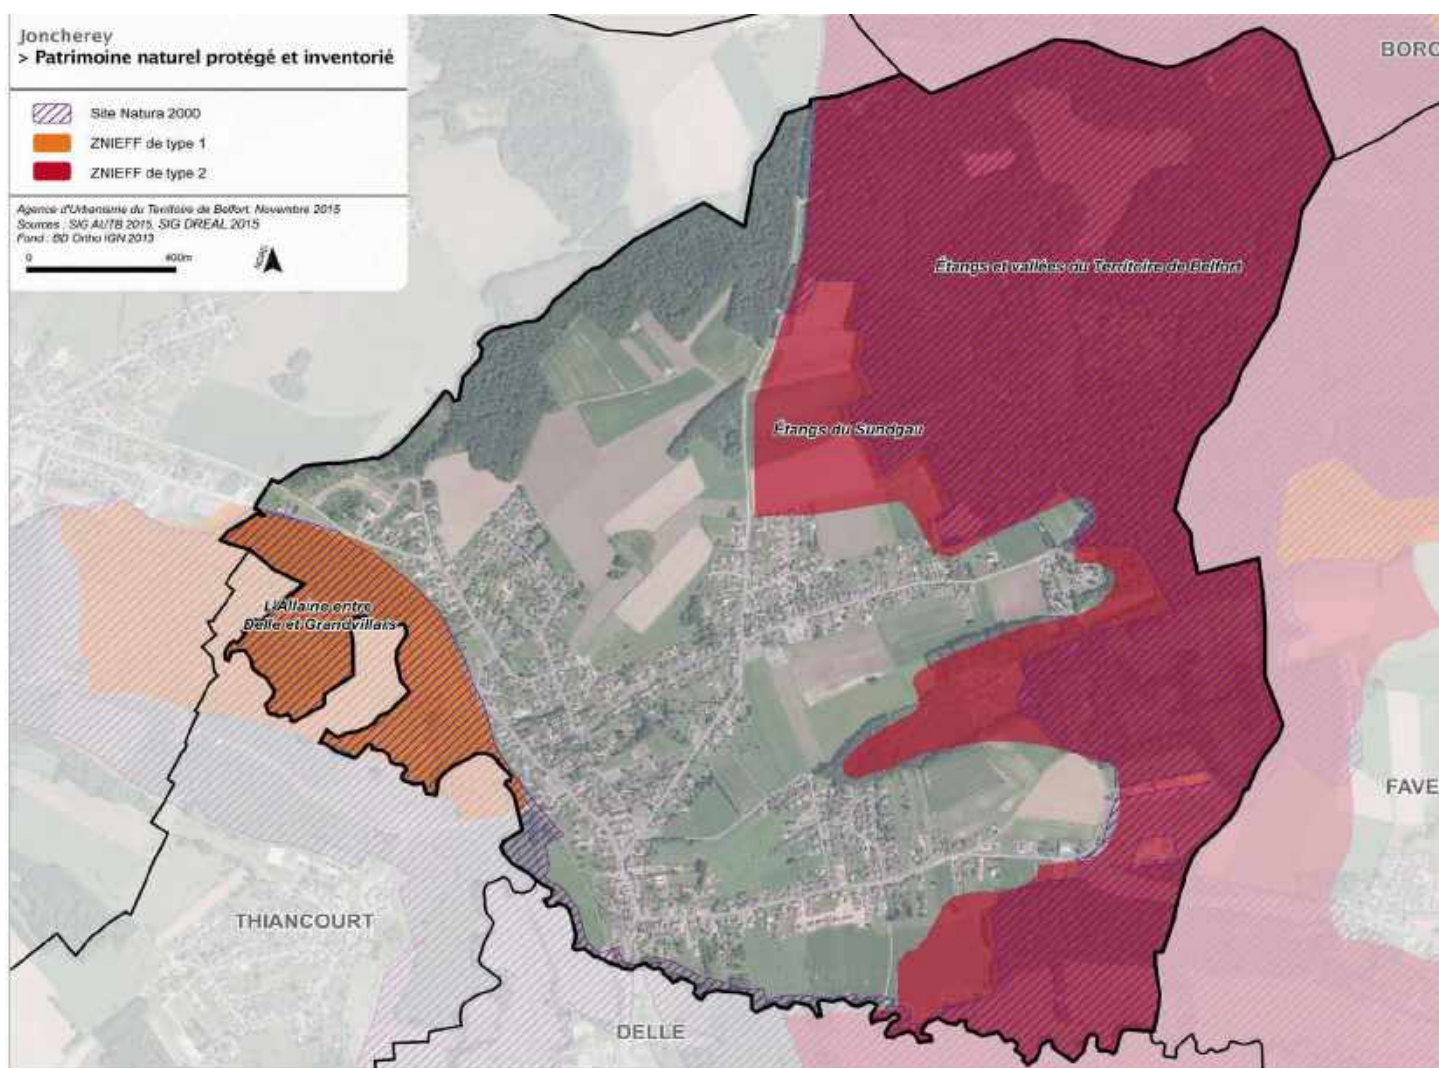 Joncherey
> Patrimoine naturel protégé et inventorié
Site Natura 2000
ZNIEFF de type 1
ZNIEFF de type 2
Agence d'Urbanisme du Territoire de Belfort. Novembre 2015
Sources : SIG AUTB 2015, SIG DREAL 2015
Fond : BD Ortho IGN 2013
0 400m
NORD
BORO
Étangs et vallées du Territoire de Belfort
Étangs du Sundgau
L'Allaine entre
Delle et Grandvillars
FAVE
THIANCOURT
DELLE